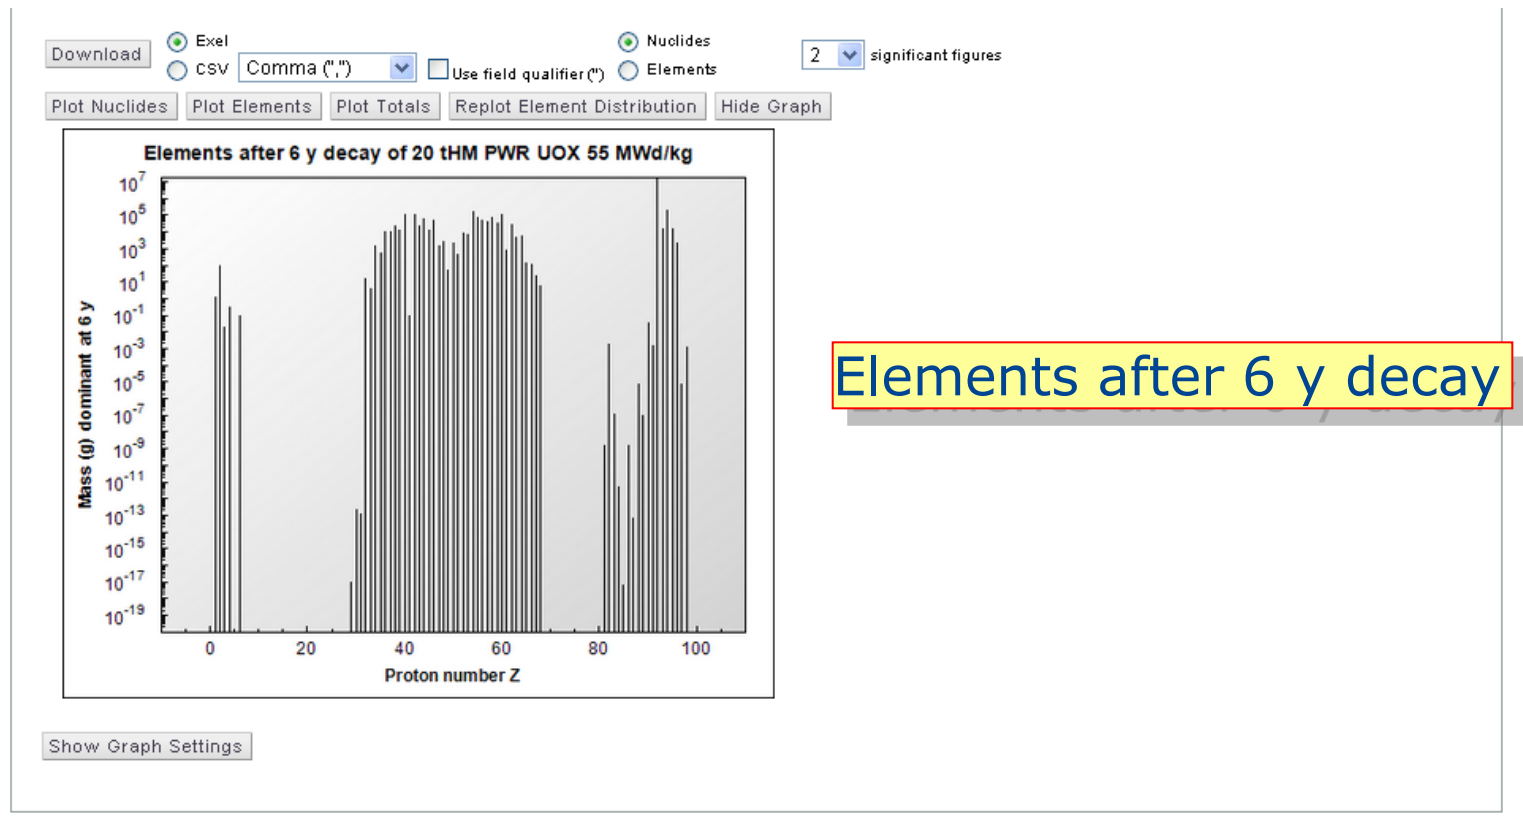 Download Exel Nuclides 2 significant figures
CSV Comma (",") Use field qualifier (") Elements
Plot Nuclides Plot Elements Plot Totals Replot Element Distribution Hide Graph
Elements after 6 y decay of 20 tHM PWR UOX 55 MWd/kg
Mass (g) dominant at 6 y
10^7
10^5
10^3
10^1
10^-1
10^-3
10^-5
10^-7
10^-9
10^-11
10^-13
10^-15
10^-17
10^-19
0 20 40 60 80 100
Proton number Z
Elements after 6 y decay
Show Graph Settings